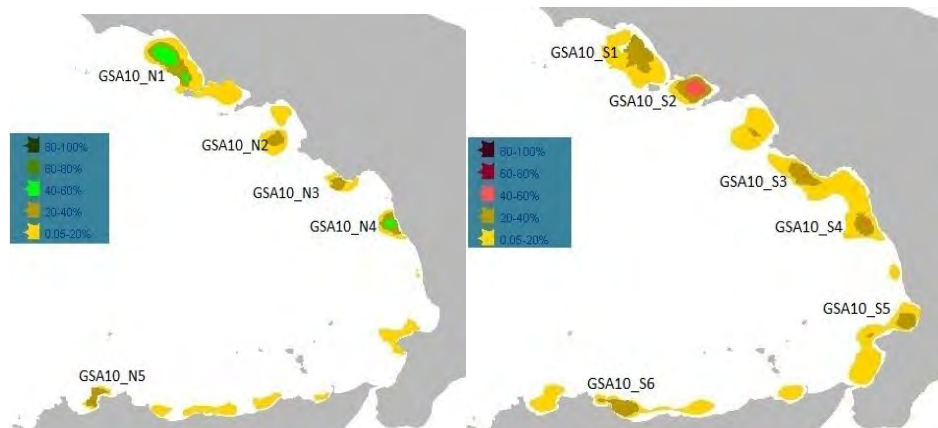 GSA10_N1
GSA10_N2
GSA10_N3
GSA10_N4
GSA10_N5
80-100%
60-80%
40-60%
20-40%
0.05-20%
GSA10_S1
GSA10_S2
GSA10_S3
GSA10_S4
GSA10_S5
GSA10_S6
80-100%
60-80%
40-60%
20-40%
0.05-20%